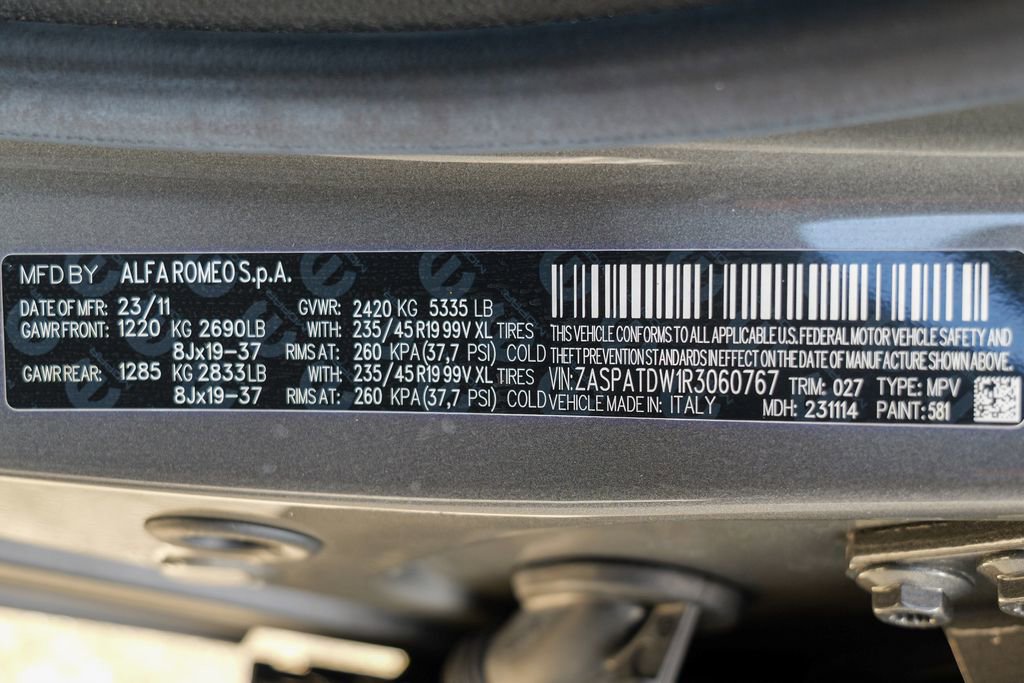 MFD BY ALFA ROMEO S.p.A.
DATE OF MFR: 23/11 GVWR: 2420 KG 5335 LB
GAWR FRONT: 1220 KG 2690LB WITH: 235/45 R19 99V XL TIRES
8Jx19-37 RIMS AT: 260 KPA (37,7 PSI) COLD
GAWR REAR: 1285 KG 2833LB WITH: 235/45 R19 99V XL TIRES
8Jx19-37 RIMS AT: 260 KPA (37,7 PSI) COLD
THIS VEHICLE CONFORMS TO ALL APPLICABLE U.S. FEDERAL MOTOR VEHICLE SAFETY AND
THEFT PREVENTION STANDARDS IN EFFECT ON THE DATE OF MANUFACTURE SHOWN ABOVE.
VIN: ZASPATDW1R3060767 TRIM: 027 TYPE: MPV
VEHICLE MADE IN: ITALY MDH: 231114 PAINT: 581